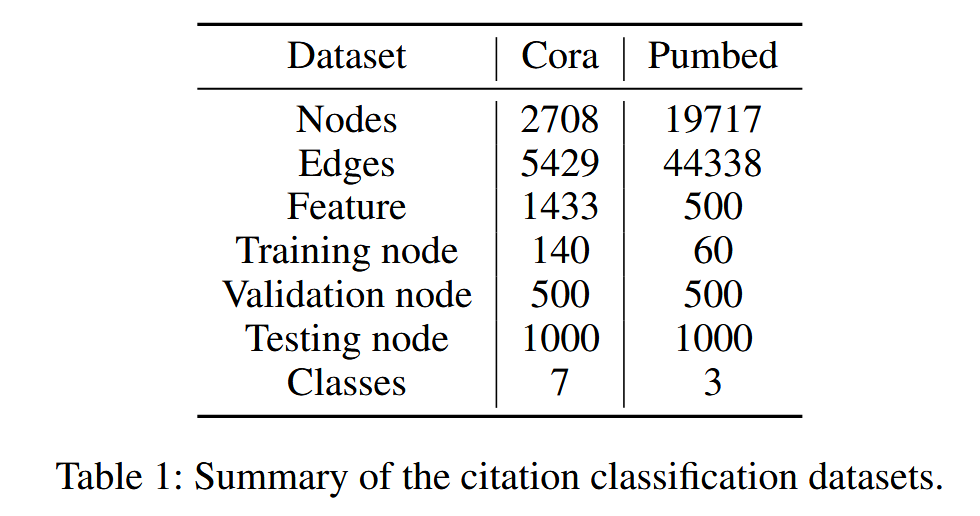 Dataset Cora Pumbed
Nodes 2708 19717
Edges 5429 44338
Feature 1433 500
Training node 140 60
Validation node 500 500
Testing node 1000 1000
Classes 7 3
Table 1: Summary of the citation classification datasets.